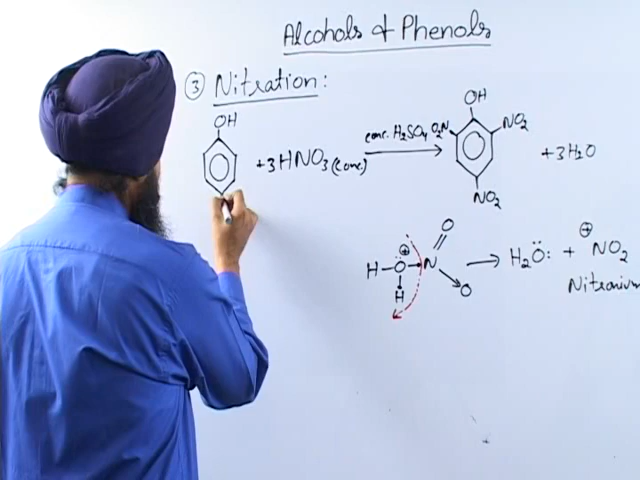 Alcohols & Phenols
③ Nitration:
OH OH
+3HNO3(conc.) conc. H2SO4 O2N NO2 +3H2O
NO2
O
H-O-N → H2Ö: + NO2
H O
Nitronium